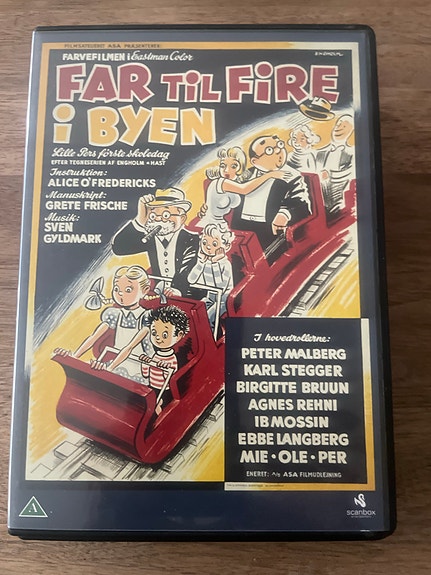 FILMSELSKABET ASA PRÆSENTERER:
FARVEFILMEN i Eastman Color
FAR TIL FIRE
i BYEN
Lille Pers første skoledag
EFTER TEGNESERIEN AF ENGHOLM + HAST
Instruktion:
ALICE O'FREDERICKS
Manuskript:
GRETE FRISCHE
Musik:
SVEN
GYLDMARK
I hovedrollerne:
PETER MALBERG
KARL STEGGER
BIRGITTE BRUUN
AGNES REHNI
IB MOSSIN
EBBE LANGBERG
MIE • OLE • PER
ENERET: A/S ASA FILMUDLEJNING
A
scanbox